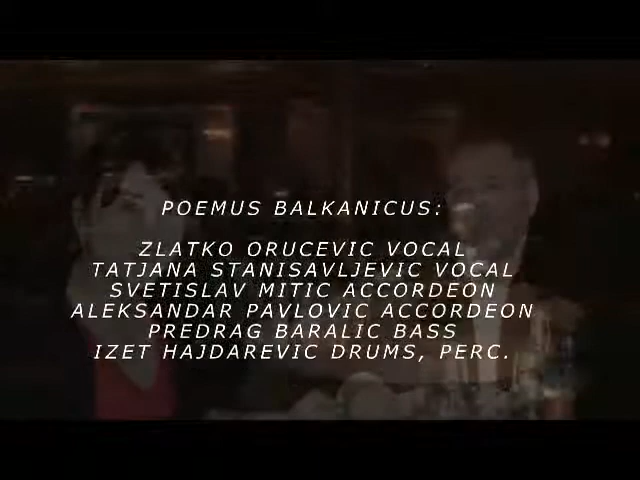 POEMUS BALKANICUS:
ZLATKO ORUCEVIC VOCAL
TATJANA STANISAVLJEVIC VOCAL
SVETISLAV MITIC ACCORDEON
ALEKSANDAR PAVLOVIC ACCORDEON
PREDRAG BARALIC BASS
IZET HAJDAREVIC DRUMS, PERC.